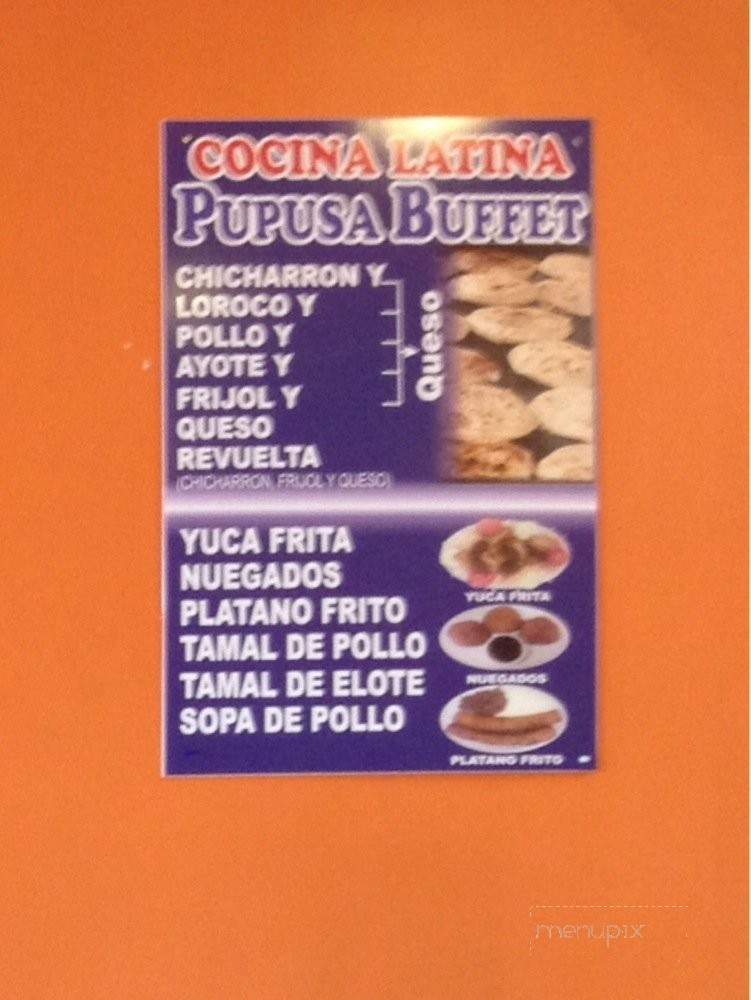 COCINA LATINA
PUPUSA BUFFET
CHICHARRON Y
LOROCO Y
POLLO Y
AYOTE Y
FRIJOL Y
Queso
QUESO
REVUELTA
(CHICHARRON, FRIJOL Y QUESO)
YUCA FRITA
NUEGADOS
PLATANO FRITO
TAMAL DE POLLO
TAMAL DE ELOTE
SOPA DE POLLO
YUCA FRITA
NUEGADOS
PLATANO FRITO
menupix